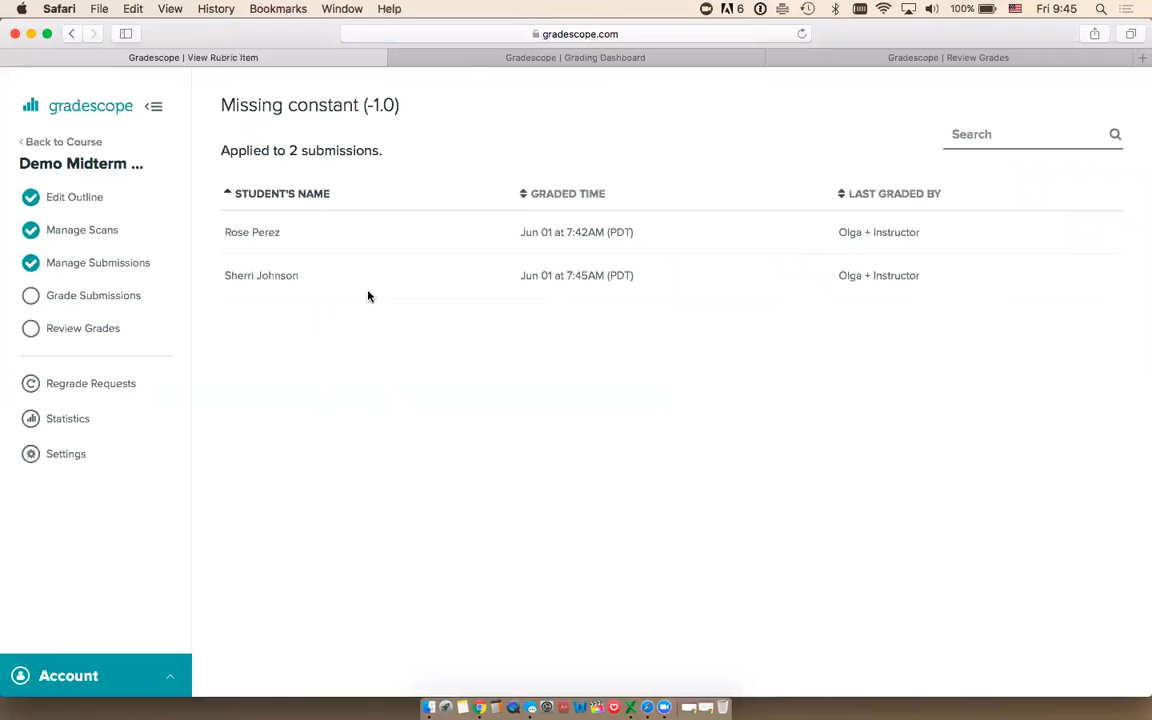 Safari File Edit View History Bookmarks Window Help 6 100% Fri 9:45
gradescope.com
Gradescope | View Rubric Item Gradescope | Grading Dashboard Gradescope | Review Grades
gradescope
Back to Course
Demo Midterm ...
Edit Outline
Manage Scans
Manage Submissions
Grade Submissions
Review Grades
Regrade Requests
Statistics
Settings
Account
Missing constant (-1.0)
Search
Applied to 2 submissions.
STUDENT'S NAME GRADED TIME LAST GRADED BY
Rose Perez Jun 01 at 7:42AM (PDT) Olga + Instructor
Sherri Johnson Jun 01 at 7:45AM (PDT) Olga + Instructor